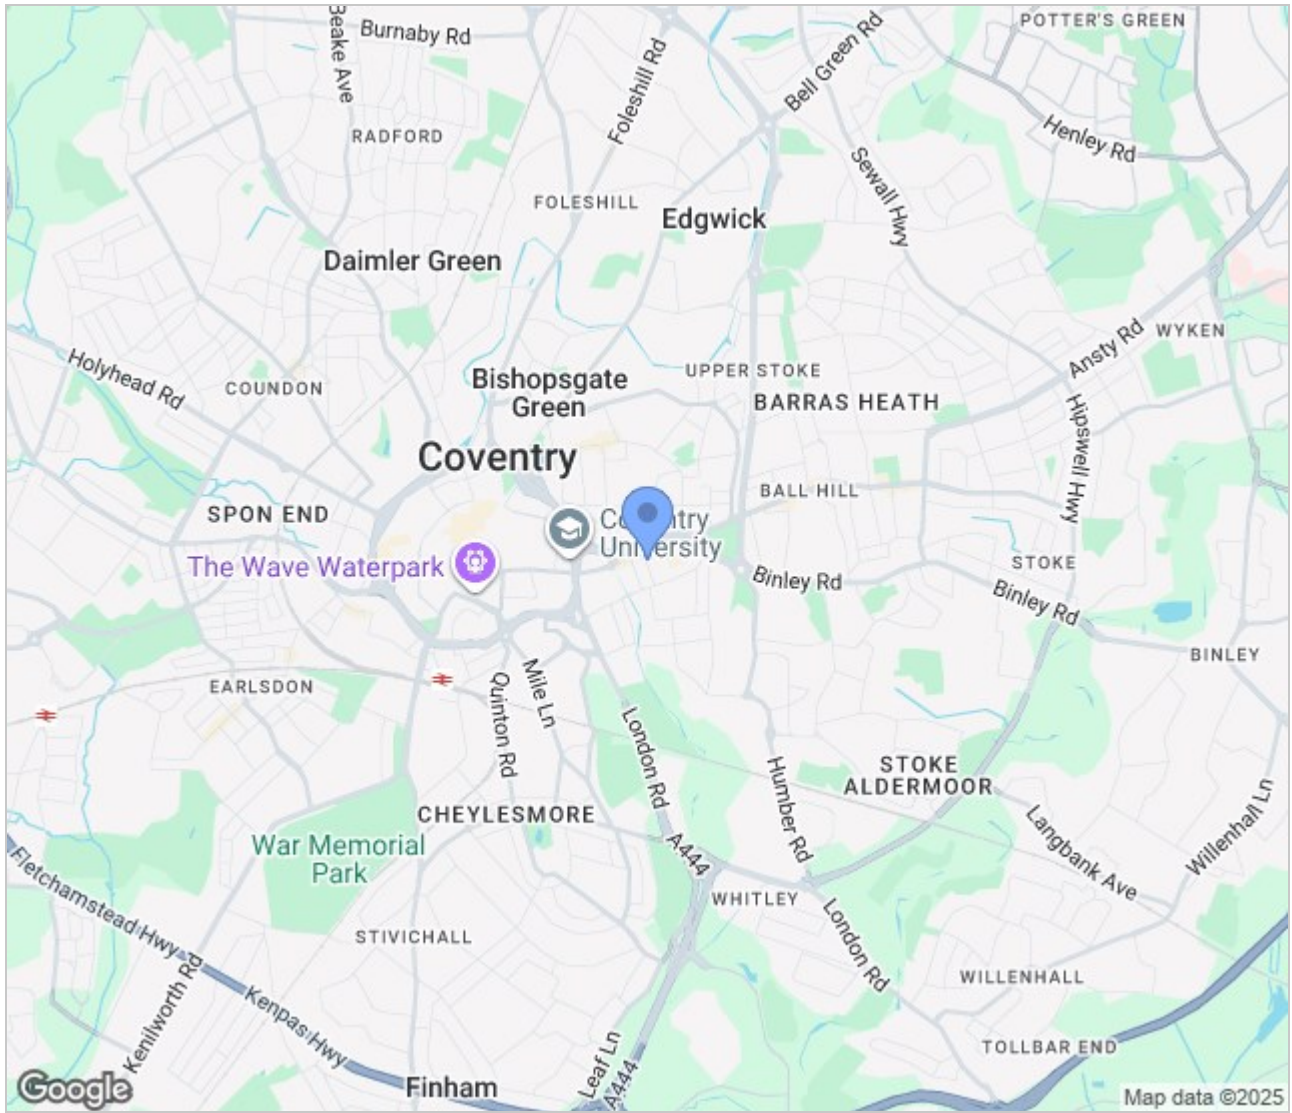 POTTER'S GREEN
Burnaby Rd
Beake Ave
Foleshill Rd
Bell Green Rd
RADFORD
Henley Rd
Sewall Hwy
FOLESHILL
Edgwick
Daimler Green
WYKEN
Ansty Rd
Holyhead Rd
COUNDON
Bishopsgate
Green
UPPER STOKE
BARRAS HEATH
Hipswell Hwy
Coventry
BALL HILL
SPON END
Coventry
University
The Wave Waterpark
Binley Rd
STOKE
Binley Rd
BINLEY
EARLSDON
Mile Ln
Quinton Rd
London Rd
STOKE
ALDERMOOR
Humber Rd
CHEYLESMORE
Langbank Ave
Willenhall Ln
War Memorial
Park
A444
Fletchamstead Hwy
WHITLEY
London Rd
STIVICHALL
WILLENHALL
Kenilworth Rd
Kenpas Hwy
TOLLBAR END
Leaf Ln
A444
Finham
Google
Map data ©2025